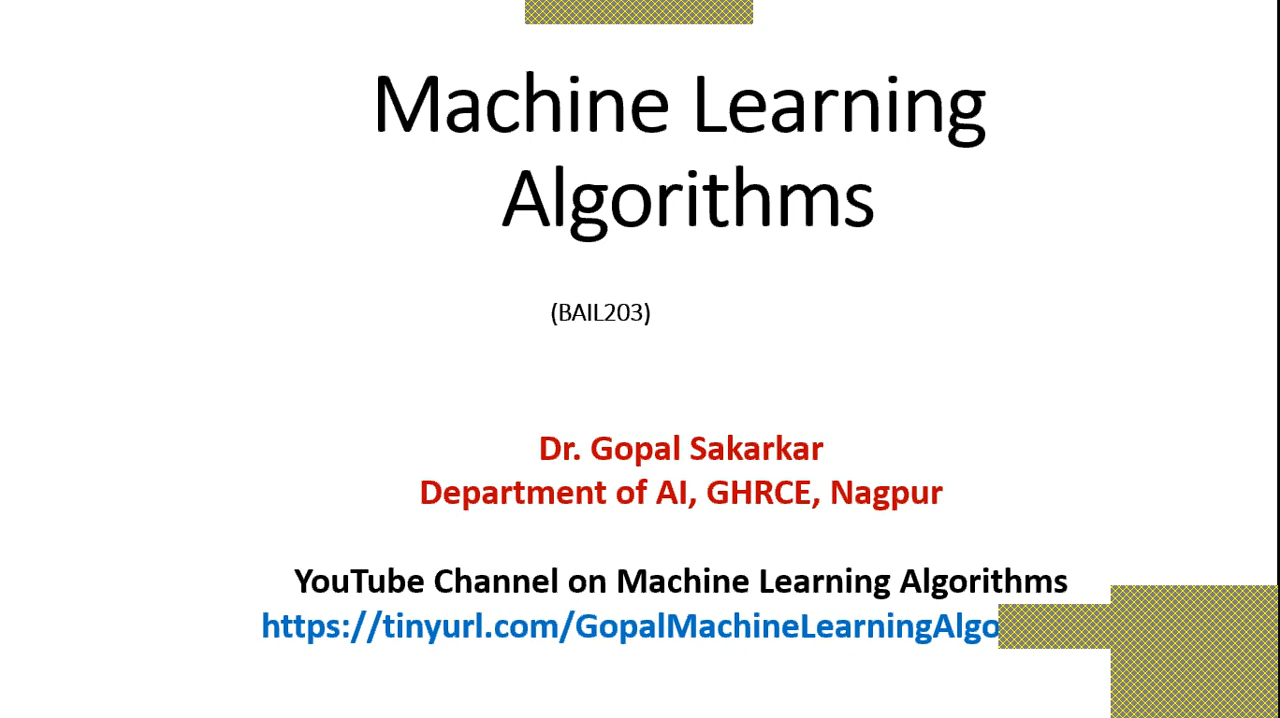 Machine Learning
Algorithms
(BAIL203)
Dr. Gopal Sakarkar
Department of AI, GHRCE, Nagpur
YouTube Channel on Machine Learning Algorithms
https://tinyurl.com/GopalMachineLearningAlgo